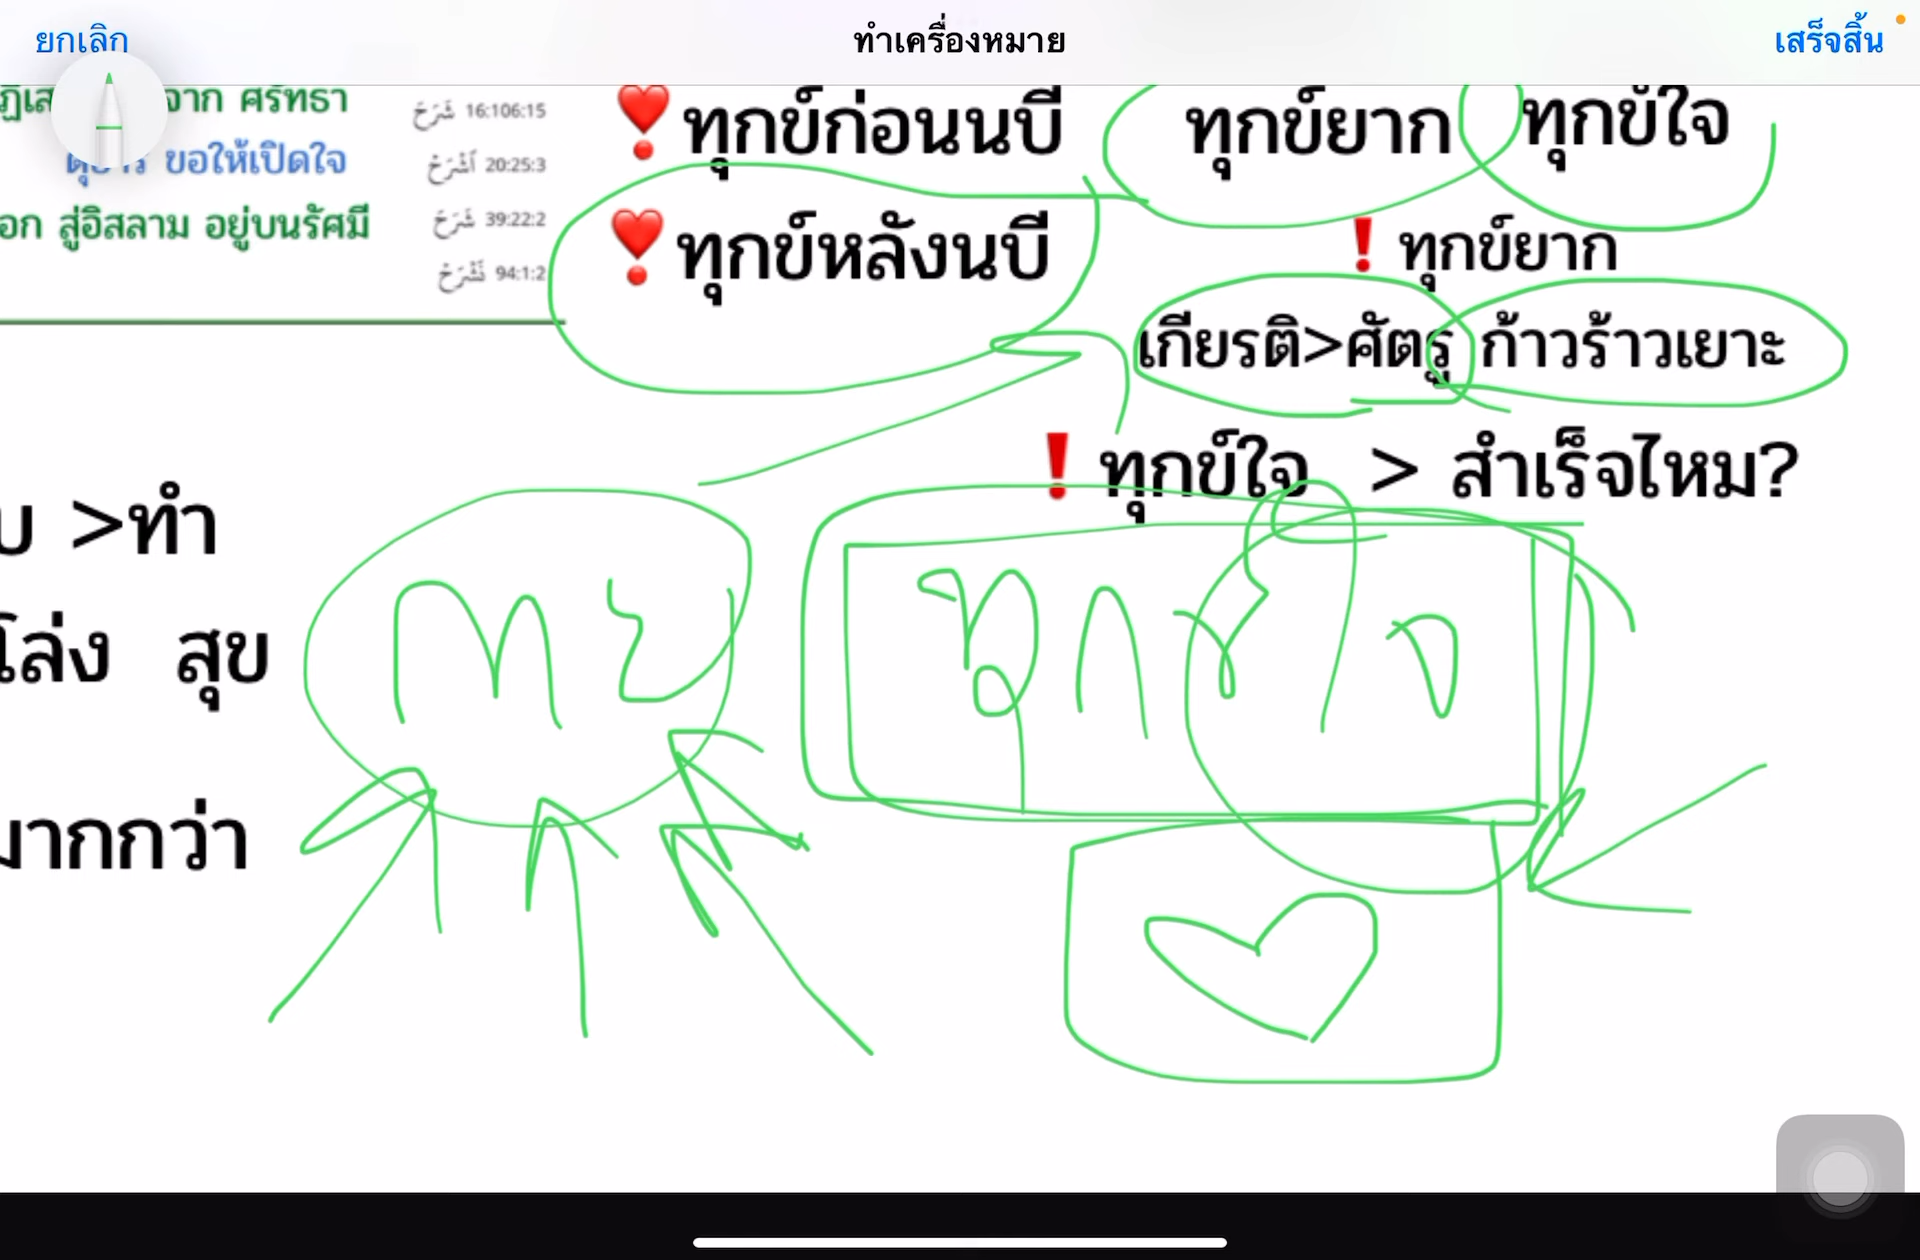 ยกเลิก ทำเครื่องหมาย เสร็จสิ้น
จาก ศรัทธา شَرَحَ 16:106:15
ขอให้เปิดใจ ٱشْرَحْ 20:25:3
อก สู่อิสลาม อยู่บนรัศมี شَرَحَ 39:22:2
نَشْرَحْ 94:1:2
ทุกข์ก่อนนบี ทุกข์ยาก ทุกข์ใจ
ทุกข์หลังนบี
ทุกข์ยาก
เกียรติ>ศัตรู ก้าวร้าวเยาะ
ทุกข์ใจ > สำเร็จไหม?
บ >ทำ
โล่ง สุข
มากกว่า